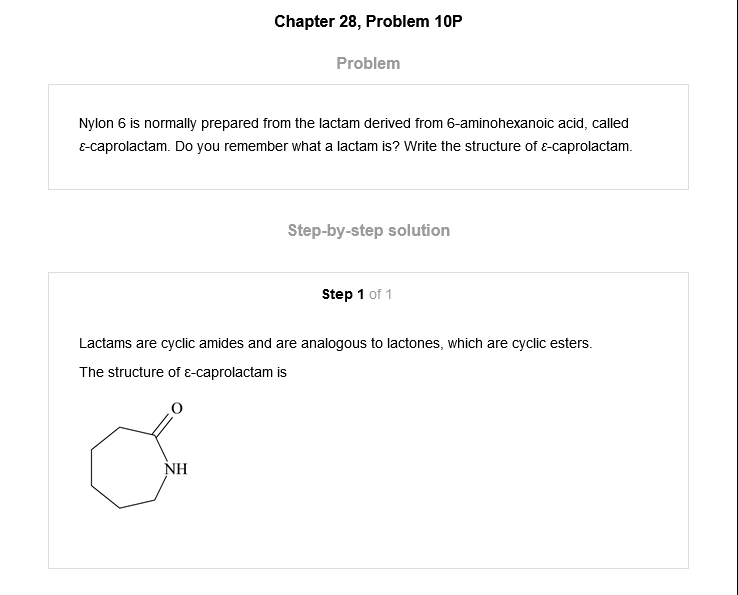 Chapter 28, Problem 10P
Problem
Nylon 6 is normally prepared from the lactam derived from 6-aminohexanoic acid, called
ε-caprolactam. Do you remember what a lactam is? Write the structure of ε-caprolactam.
Step-by-step solution
Step 1 of 1
Lactams are cyclic amides and are analogous to lactones, which are cyclic esters.
The structure of ε-caprolactam is
O
NH